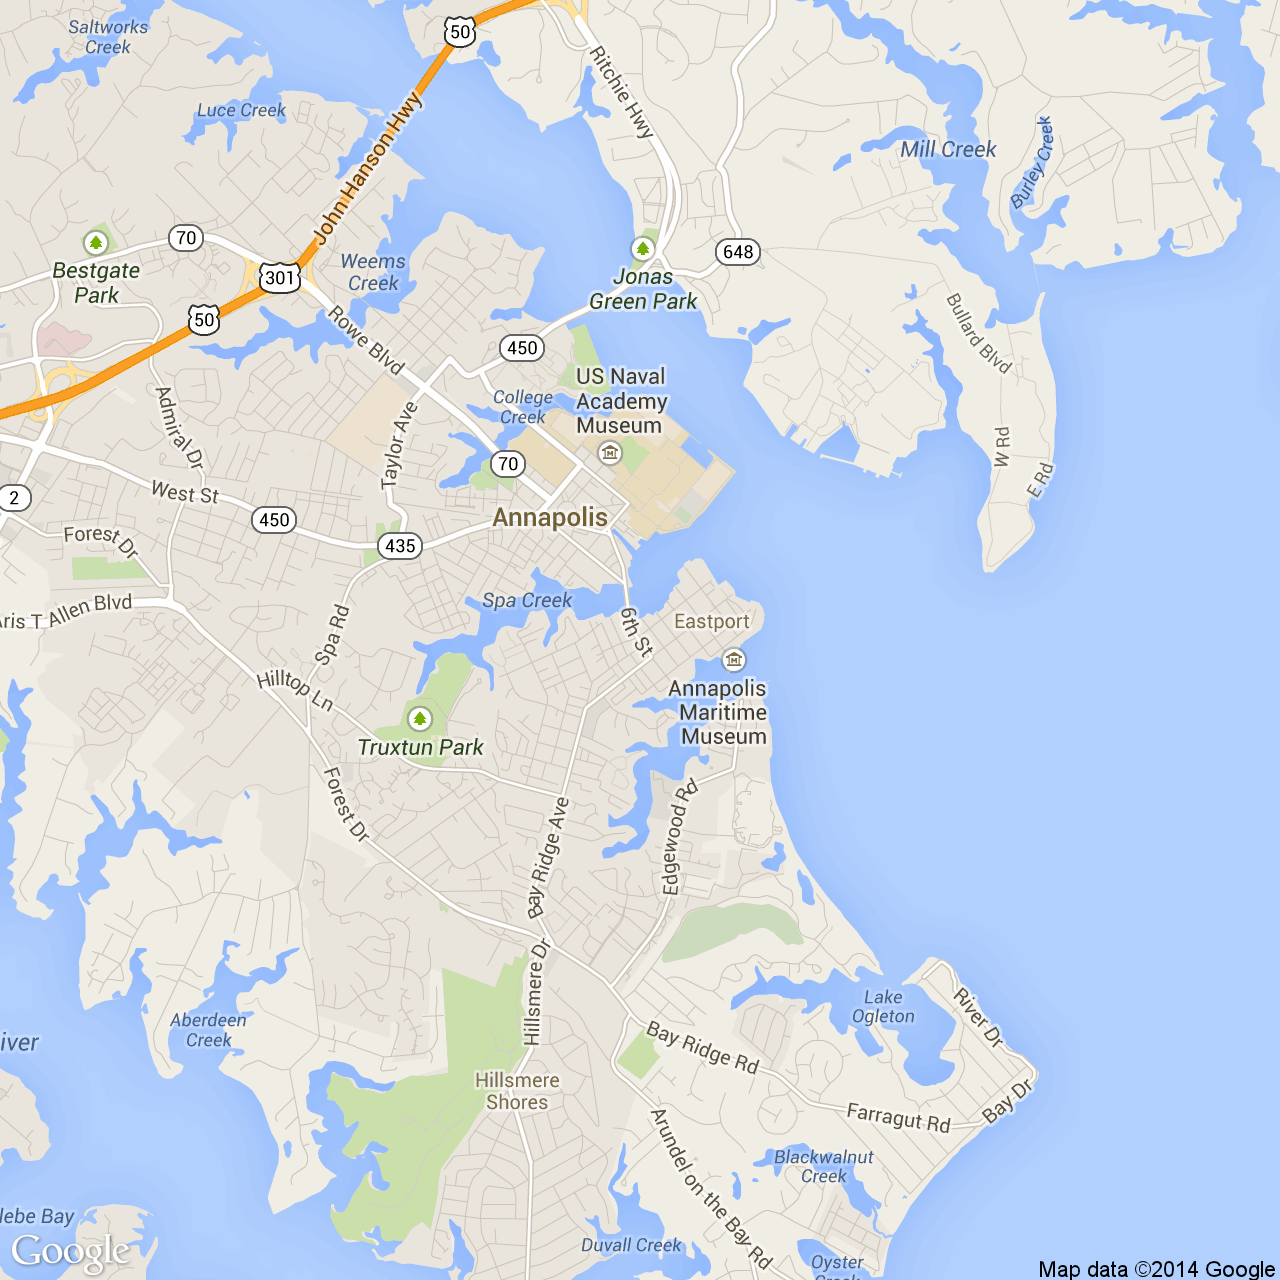 Saltworks
Creek
50
Ritchie Hwy
Luce Creek
John Hanson Hwy
Mill Creek
Burley Creek
70
648
Bestgate
Park
Weems
Creek
301
Jonas
Green Park
50
Rowe Blvd
Bullard Blvd
450
US Naval
Academy
Museum
College
Creek
Admiral Dr
Taylor Ave
W Rd
E Rd
70
2
West St
450
Annapolis
Forest Dr
435
Aris T Allen Blvd
Spa Creek
6th St
Eastport
Spa Rd
Hilltop Ln
Annapolis
Maritime
Museum
Truxtun Park
Forest Dr
Bay Ridge Ave
Edgewood Rd
Hillsmere Dr
Lake
Ogleton
River Dr
Aberdeen
Creek
iver
Bay Ridge Rd
Hillsmere
Shores
Farragut Rd
Bay Dr
Arundel on the Bay Rd
Blackwalnut
Creek
lebe Bay
Google
Duvall Creek
Oyster
Creek
Map data ©2014 Google